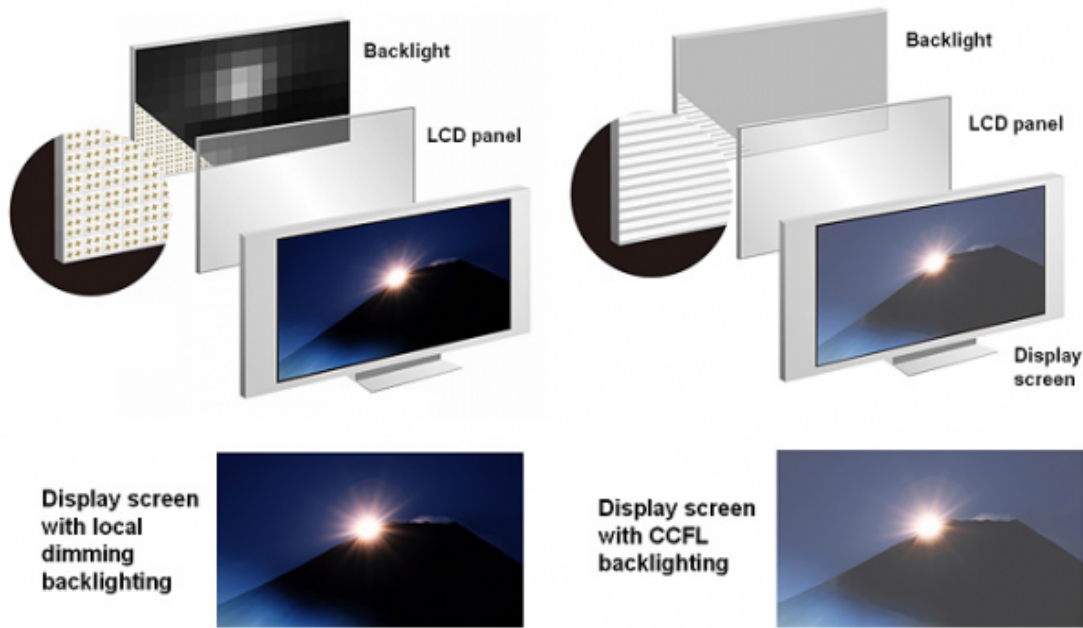 Backlight
LCD panel
Backlight
LCD panel
Display
screen
Display screen
with local
dimming
backlighting
Display screen
with CCFL
backlighting